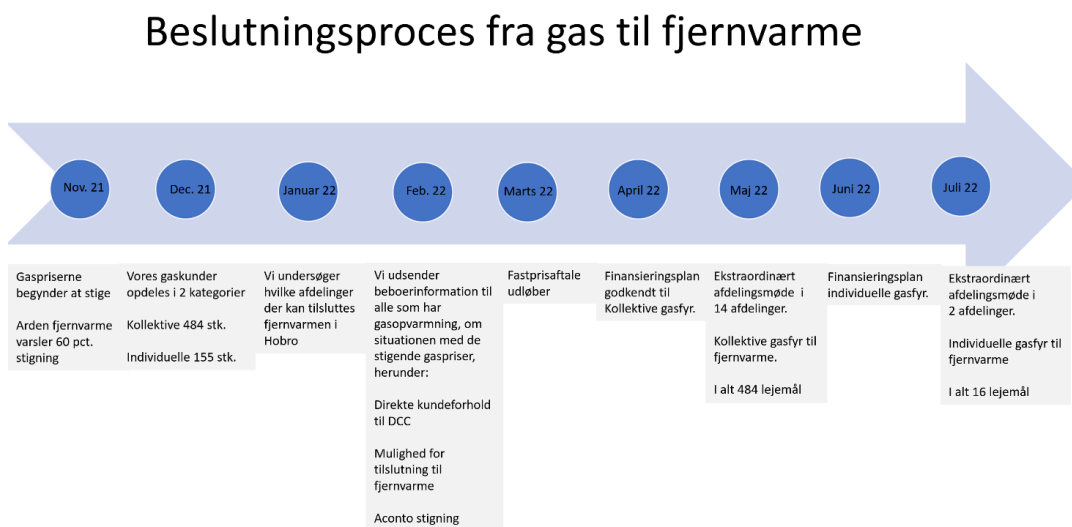 Beslutningsproces fra gas til fjernvarme
Nov. 21
Dec. 21
Januar 22
Feb. 22
Marts 22
April 22
Maj 22
Juni 22
Juli 22
Gaspriserne
begynder at stige
Arden fjernvarme
varsler 60 pct.
stigning
Vores gaskunder
opdeles i 2 kategorier
Kollektive 484 stk.
Individuelle 155 stk.
Vi undersøger
hvilke afdelinger
der kan tilsluttes
fjernvarmen i
Hobro
Vi udsender
beboerinformation til
alle som har
gasopvarmning, om
situationen med de
stigende gaspriser,
herunder:
Direkte kundeforhold
til DCC
Mulighed for
tilslutning til
fjernvarme
Aconto stigning
Fastprisaftale
udløber
Finansieringsplan
godkendt til
Kollektive gasfyr.
Ekstraordinært
afdelingsmøde i
14 afdelinger.
Kollektive gasfyr til
fjernvarme.
I alt 484 lejemål
Finansieringsplan
individuelle gasfyr.
Ekstraordinært
afdelingsmøde i
2 afdelinger.
Individuelle gasfyr til
fjernvarme
I alt 16 lejemål